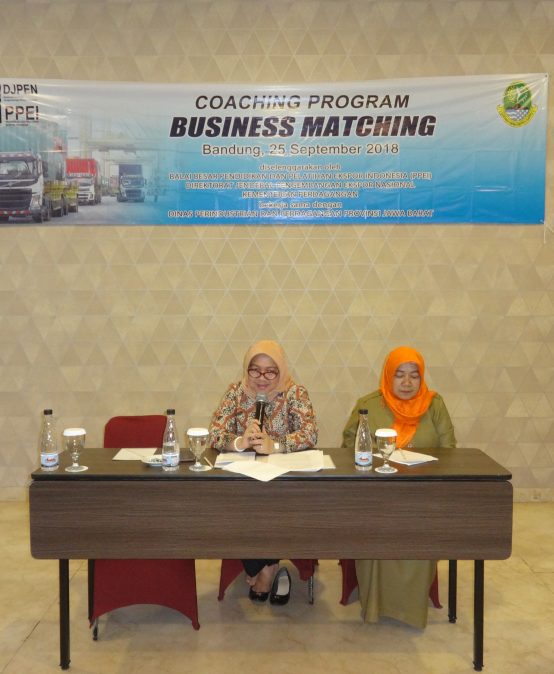 DJPEN
PPEI
COACHING PROGRAM
BUSINESS MATCHING
Bandung, 25 September 2018
diselenggarakan oleh
BALAI BESAR PENDIDIKAN DAN PELATIHAN EKSPOR INDONESIA (PPEI)
DIREKTORAT JENDERAL PENGEMBANGAN EKSPOR NASIONAL
KEMENTERIAN PERDAGANGAN
bekerja sama dengan
DINAS PERINDUSTRIAN DAN PERDAGANGAN PROVINSI JAWA BARAT